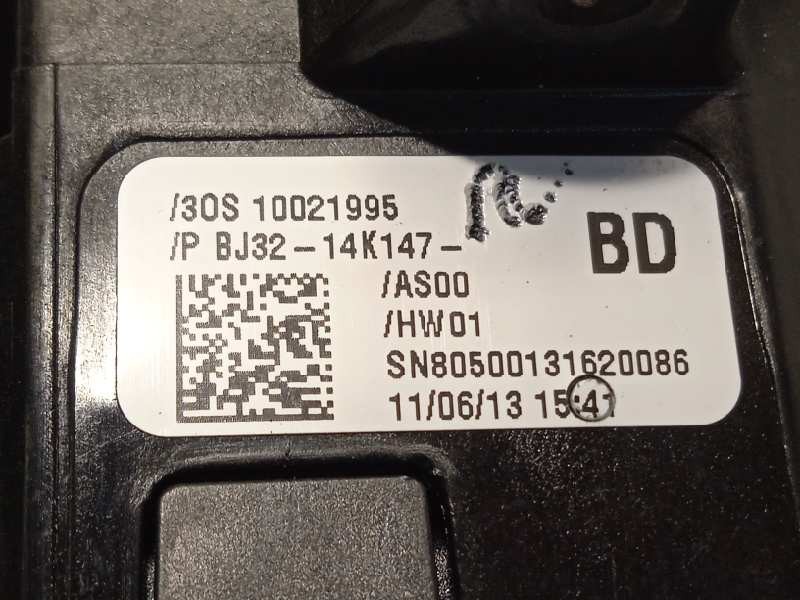 /3OS 10021995
/P BJ32-14K147- BD
/AS00
/HW01
SN80500131620086
11/06/13 15:41